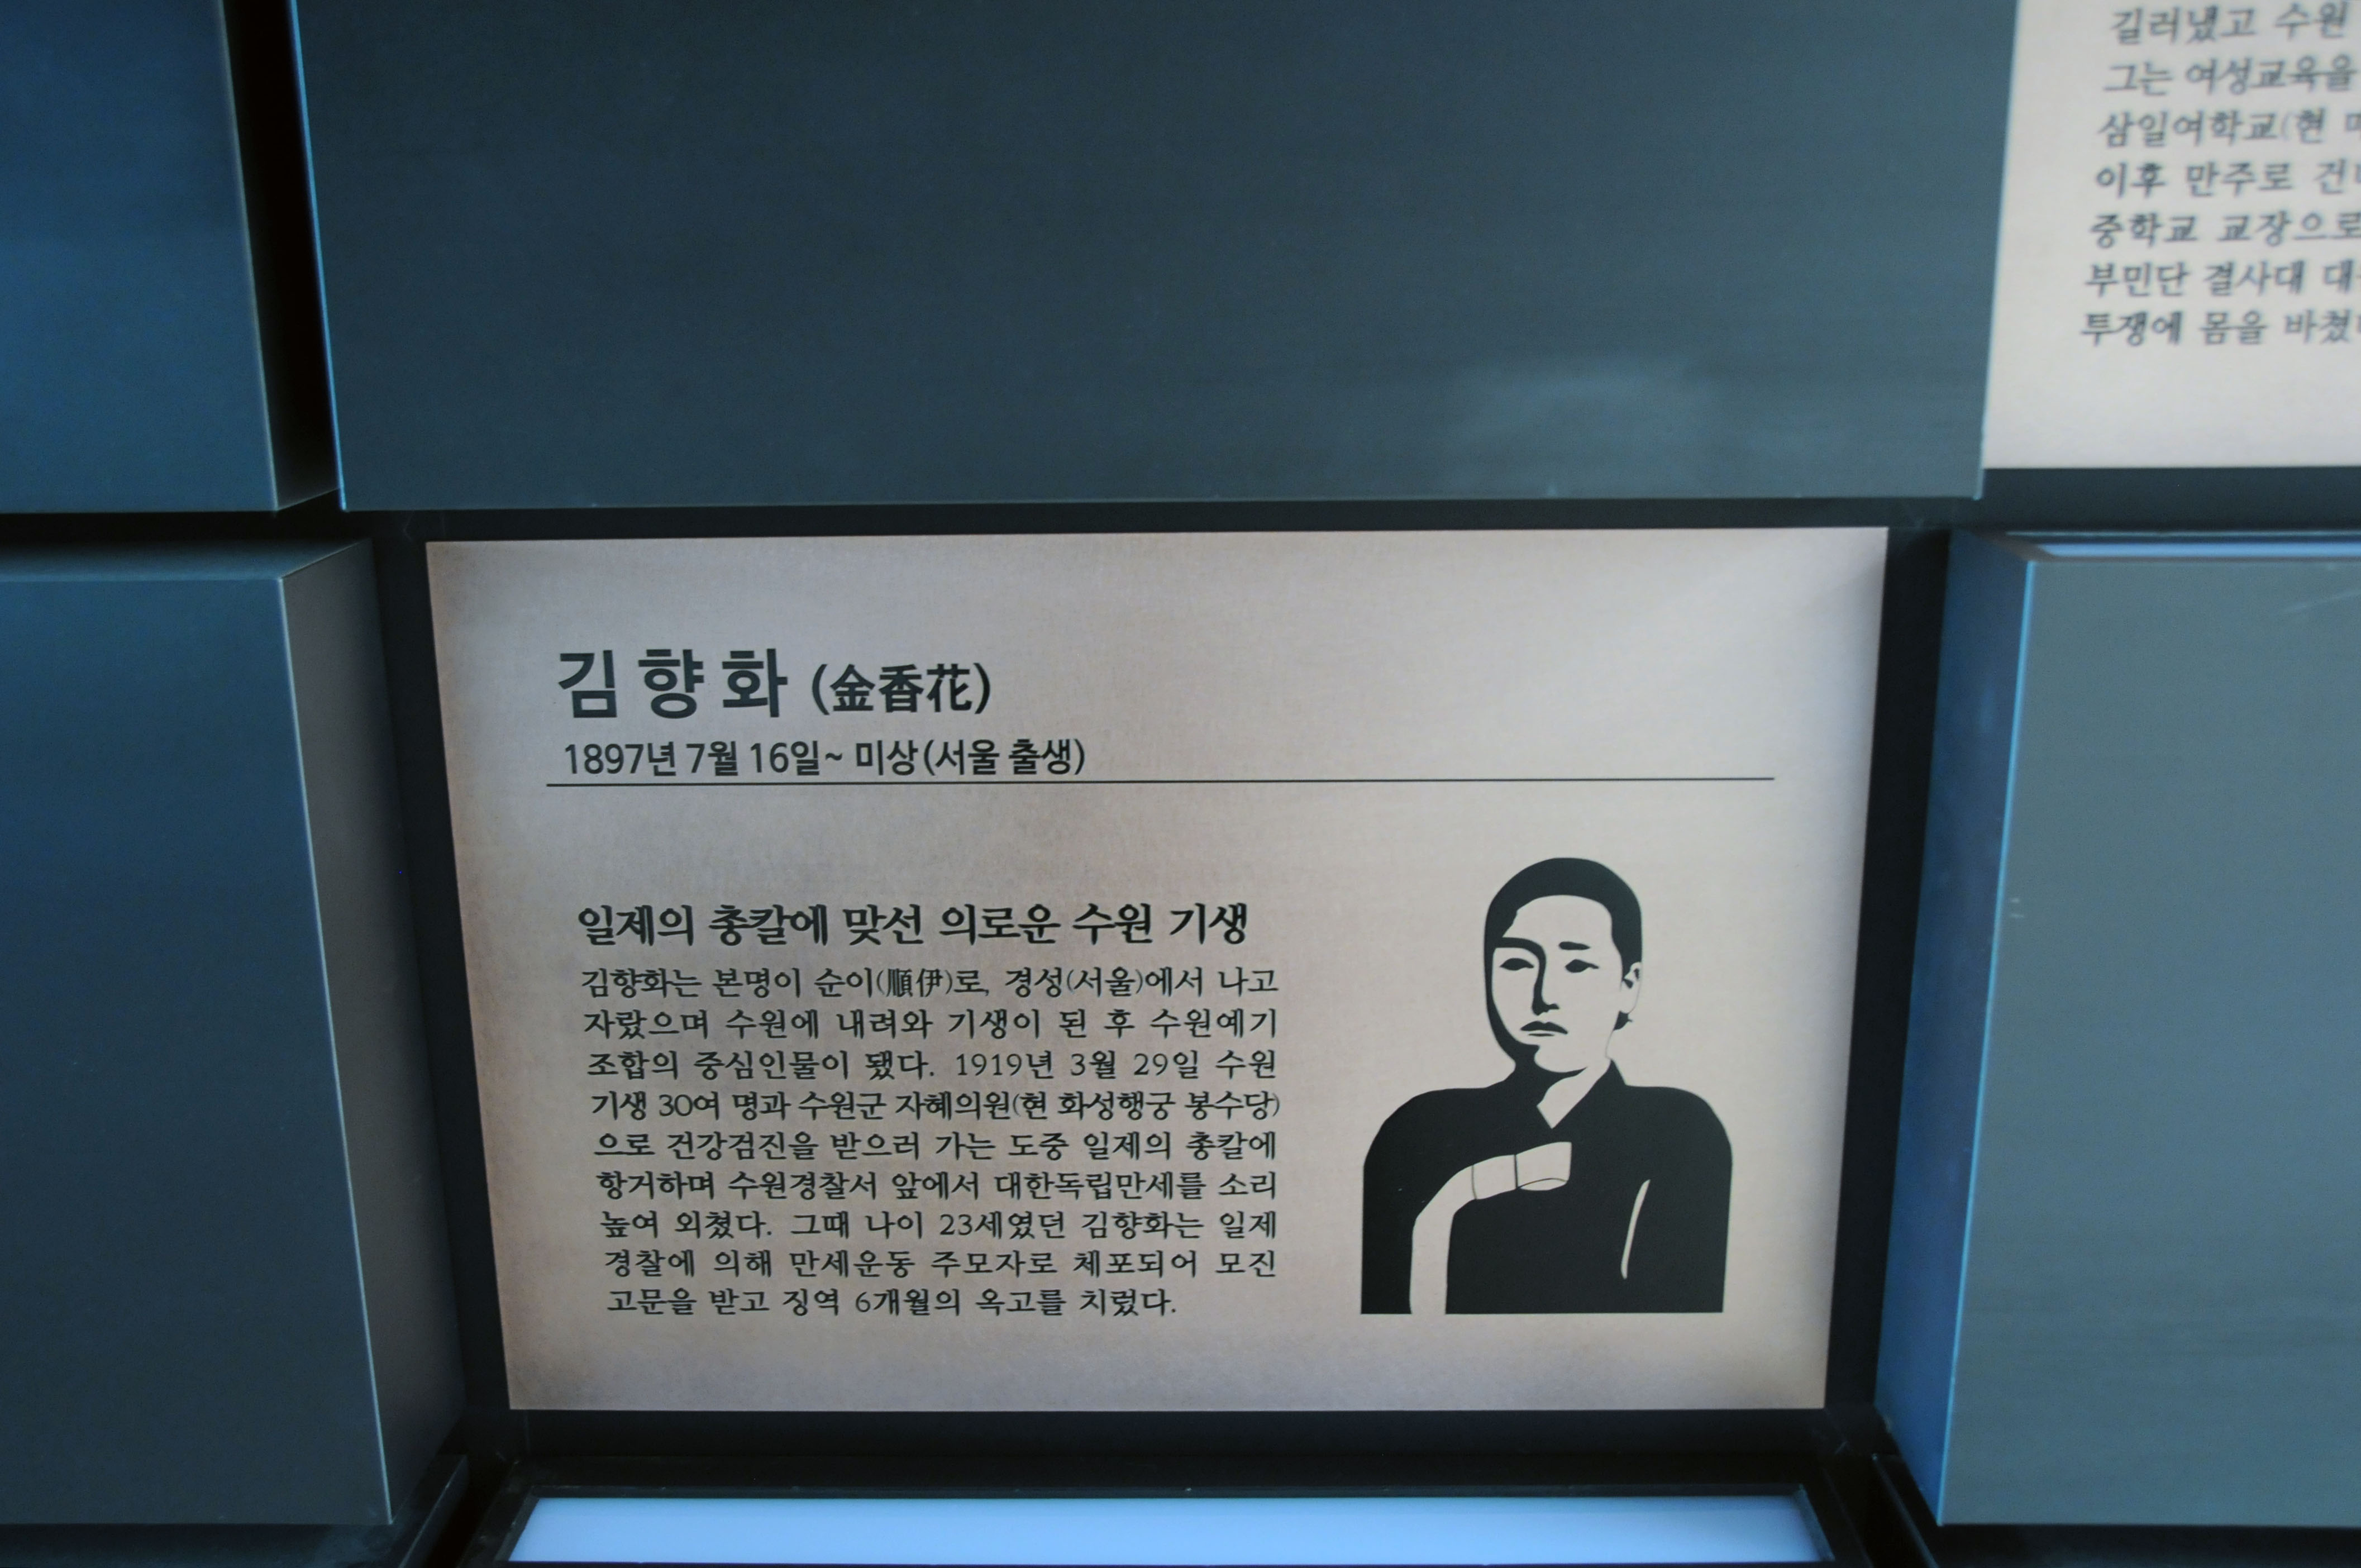 김향화 (金香花)
1897년 7월 16일~ 미상(서울 출생)
일제의 총칼에 맞선 의로운 수원 기생
김향화는 본명이 순이(順伊)로, 경성(서울)에서 나고
자랐으며 수원에 내려와 기생이 된 후 수원예기
조합의 중심인물이 됐다. 1919년 3월 29일 수원
기생 30여 명과 수원군 자혜의원(현 화성행궁 봉수당)
으로 건강검진을 받으러 가는 도중 일제의 총칼에
항거하며 수원경찰서 앞에서 대한독립만세를 소리
높여 외쳤다. 그때 나이 23세였던 김향화는 일제
경찰에 의해 만세운동 주모자로 체포되어 모진
고문을 받고 징역 6개월의 옥고를 치렀다.
길러냈고 수원
그는 여성교육을
삼일여학교(현
이후 만주로
중학교 교장으로
부민단 결사대
투쟁에 몸을